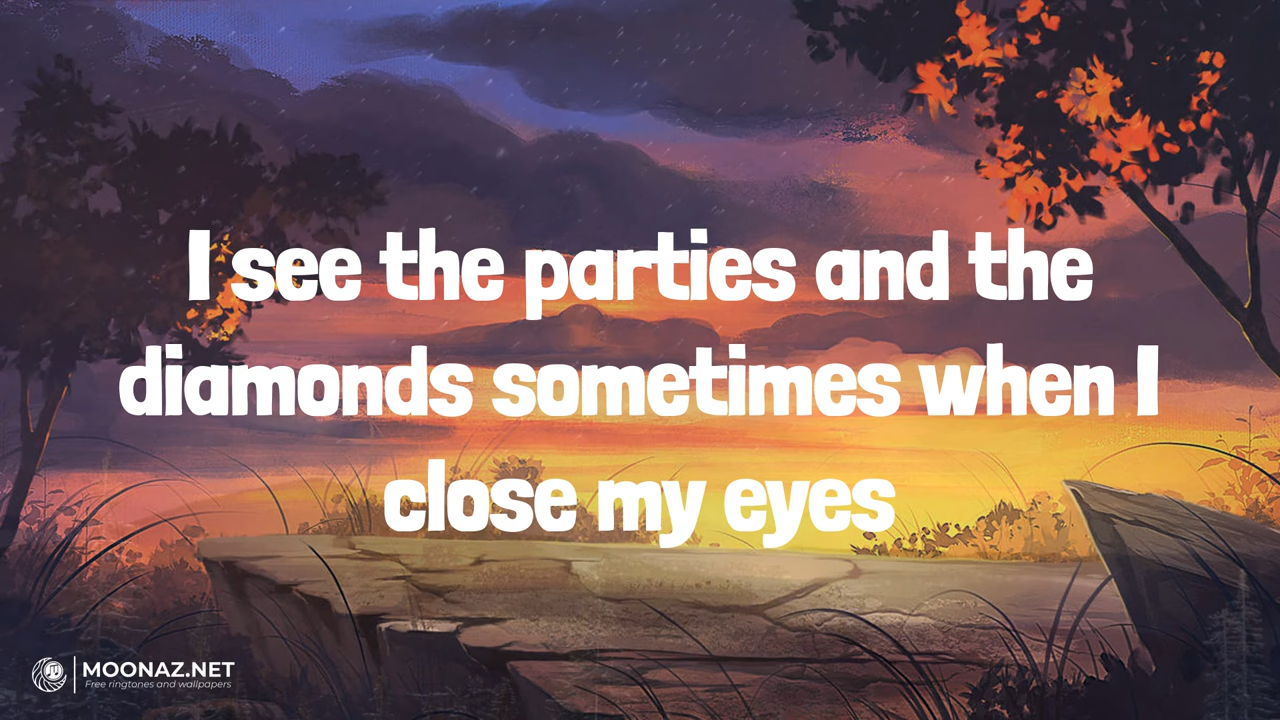 I see the parties and the
diamonds sometimes when I
close my eyes
MOONAZ.NET
Free ringtones and wallpapers